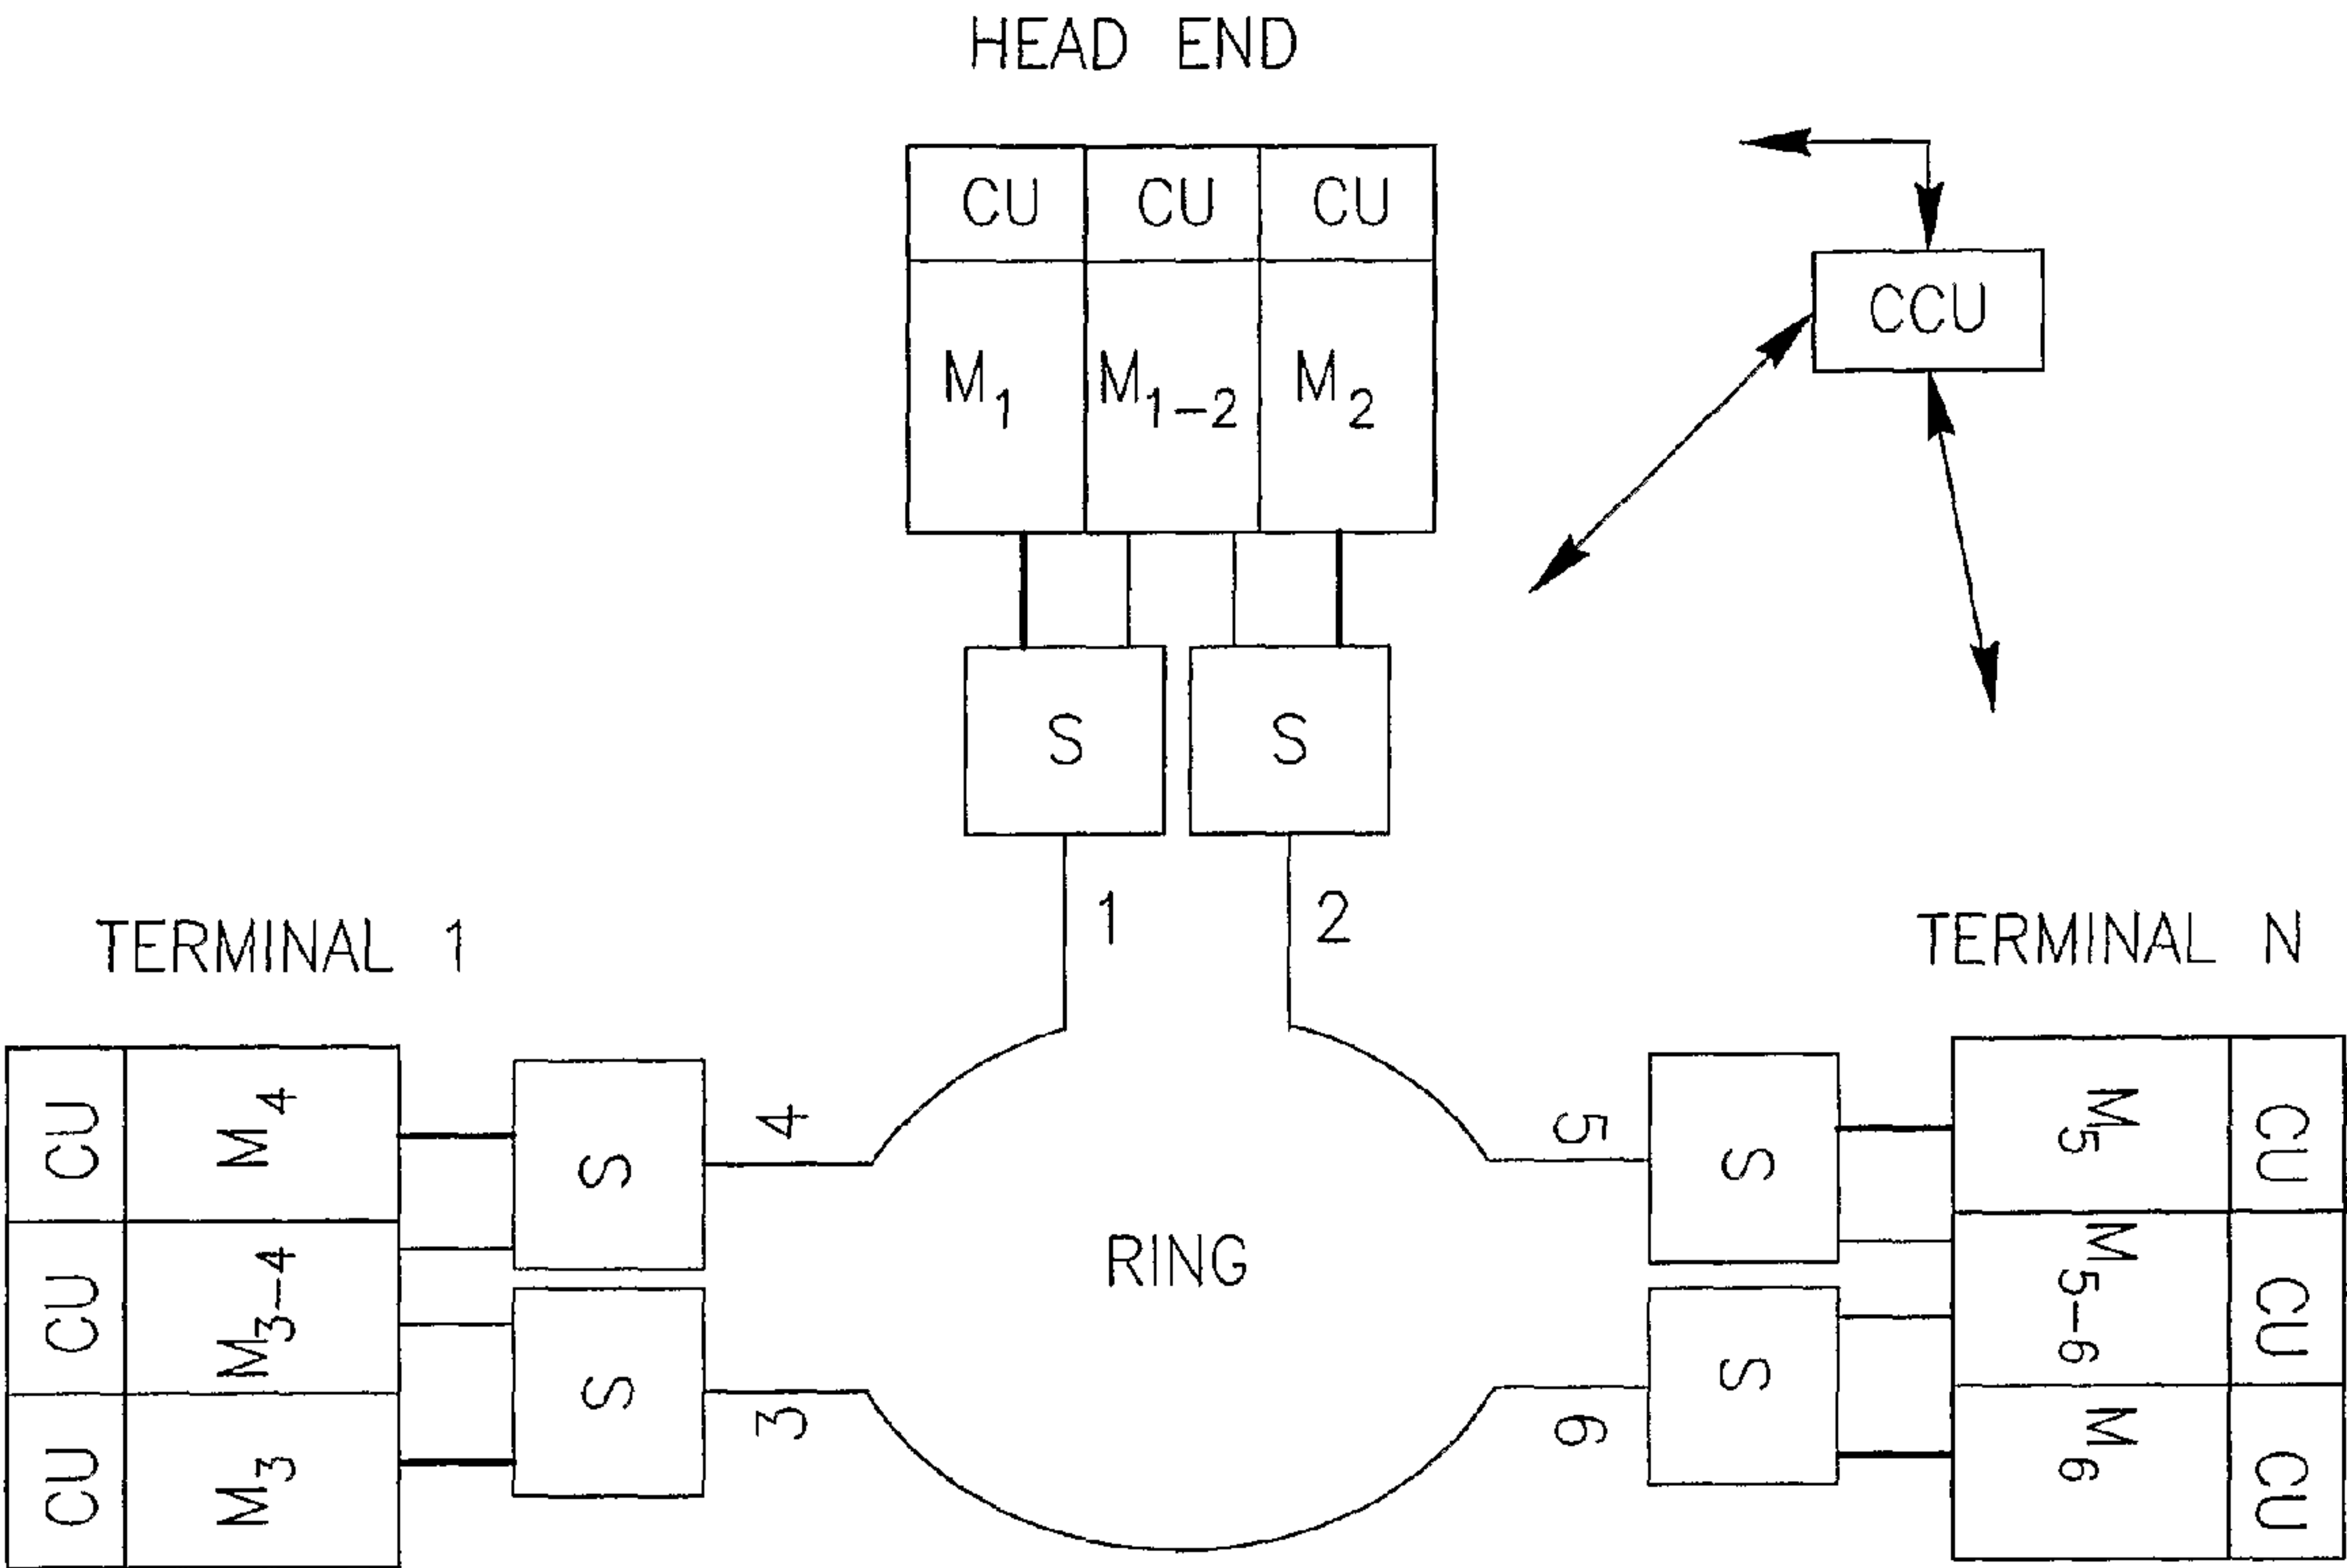 HEAD END
CU CU CU
M1 M1-2 M2
CCU
S S
1 2
TERMINAL 1
TERMINAL N
CU M4 S 4
CU M3-4
CU M3 S 3
RING
5 S M5 CU
M5-6 CU
6 S M6 CU